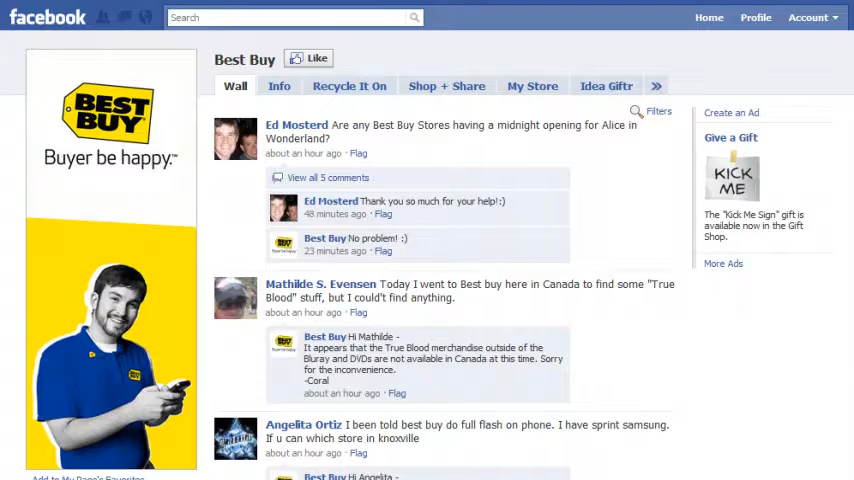 facebook
Search
Home
Profile
Account
BEST BUY
Buyer be happy.™
Best Buy
Like
Wall
Info
Recycle It On
Shop + Share
My Store
Idea Giftr
»
Filters
Ed Mosterd Are any Best Buy Stores having a midnight opening for Alice in
Wonderland?
about an hour ago · Flag
View all 5 comments
Ed Mosterd Thank you so much for your help!:)
48 minutes ago · Flag
Best Buy No problem! :)
23 minutes ago · Flag
Mathilde S. Evensen Today I went to Best buy here in Canada to find some "True
Blood" stuff, but I could't find anything.
about an hour ago · Flag
Best Buy Hi Mathilde -
It appears that the True Blood merchandise outside of the
Bluray and DVDs are not available in Canada at this time. Sorry
for the inconvenience.
-Coral
about an hour ago · Flag
Angelita Ortiz I been told best buy do full flash on phone. I have sprint samsung.
If u can which store in knoxville
about an hour ago · Flag
Best Buy Hi Angelita -
Create an Ad
Give a Gift
KICK
ME
The "Kick Me Sign" gift is
available now in the Gift
Shop.
More Ads
BEST BUY
Add to My Page's Favorites